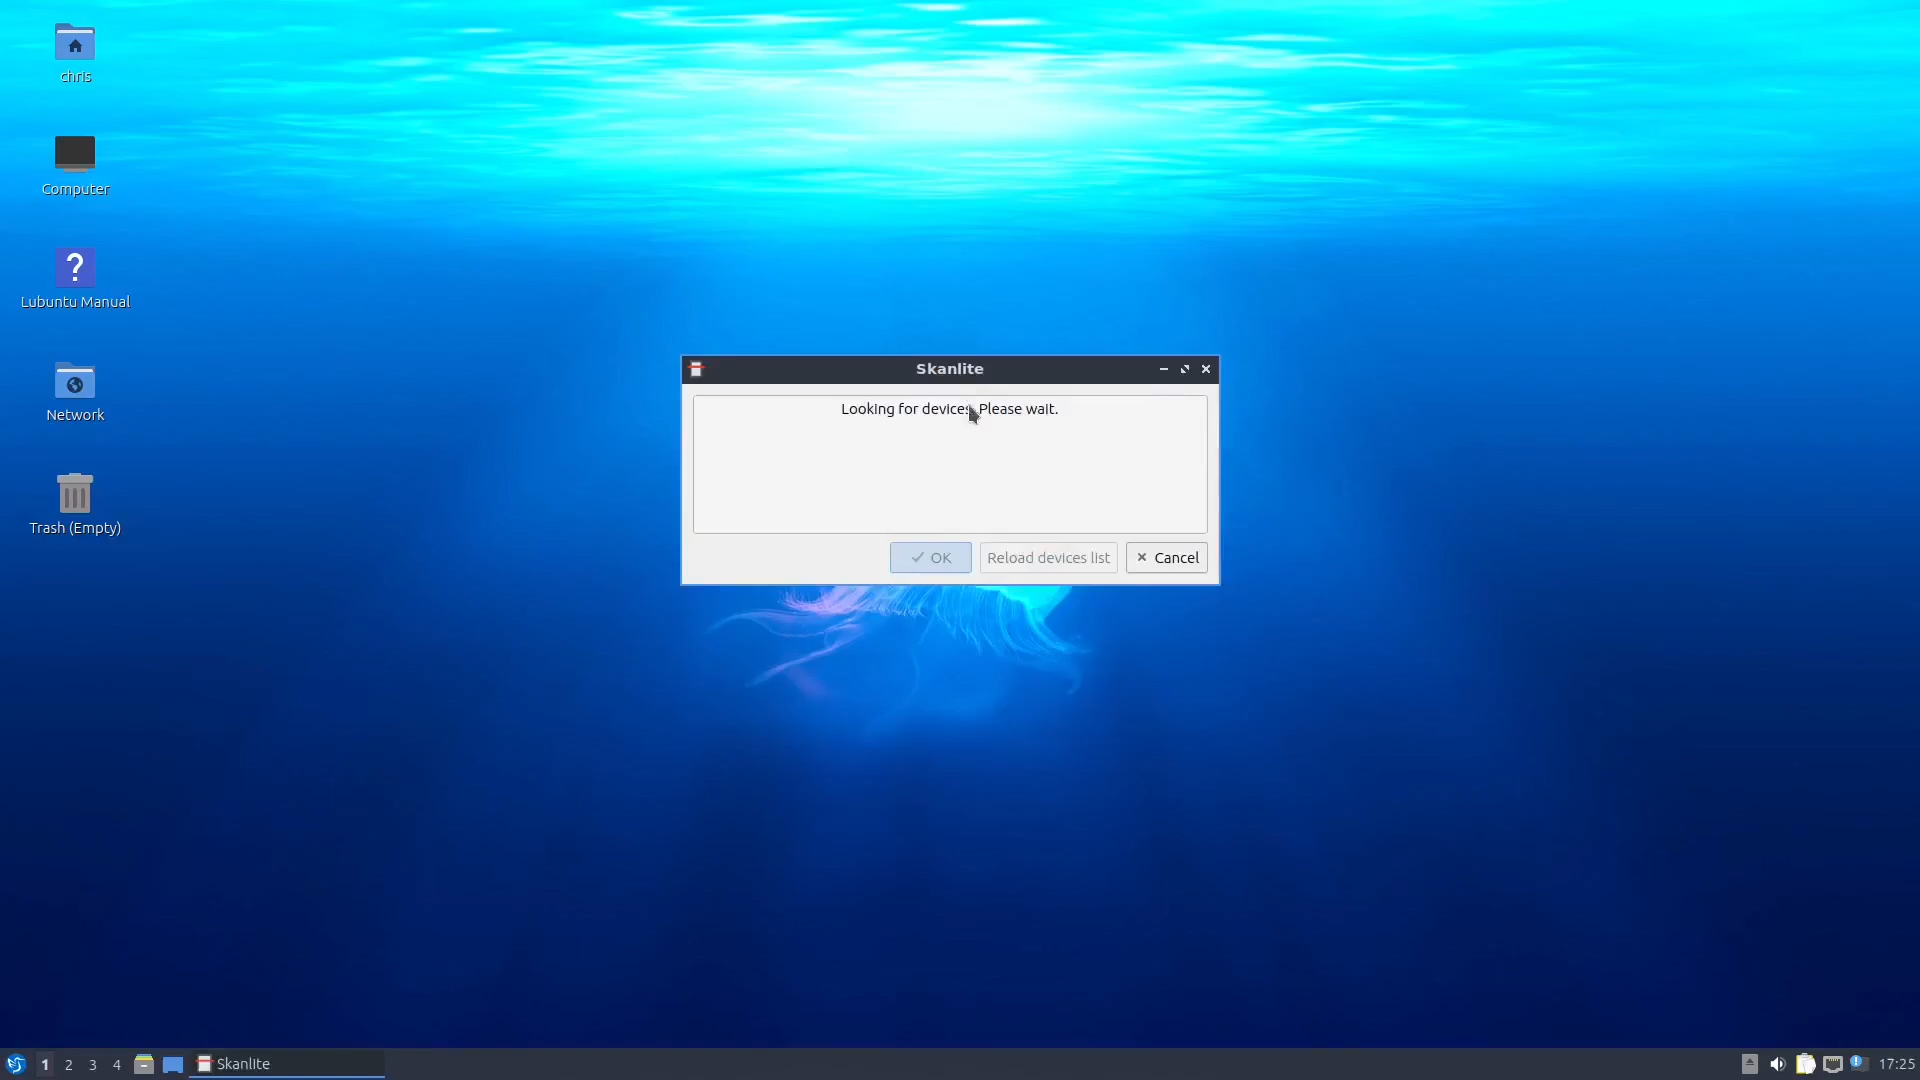 chris
Computer
?
Lubuntu Manual
Network
Trash (Empty)
Skanlite
Looking for devices. Please wait.
OK
Reload devices list
Cancel
1 2 3 4
Skanlite
17:25